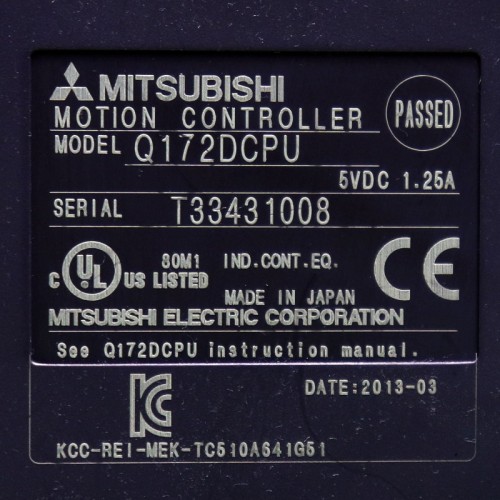 MITSUBISHI
MOTION CONTROLLER
PASSED
MODEL Q172DCPU
5VDC 1.25A
SERIAL T33431008
C UL US LISTED 80M1 IND.CONT.EQ. CE
MADE IN JAPAN
MITSUBISHI ELECTRIC CORPORATION
See Q172DCPU instruction manual.
KC DATE:2013-03
KCC-REI-MEK-TC510A641G51